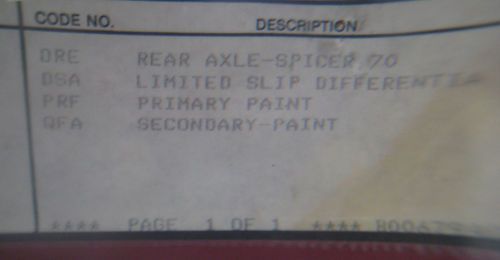 CODE NO. DESCRIPTION
DRE REAR AXLE-SPICER 70
DSA LIMITED SLIP DIFFERENTIA
PRF PRIMARY PAINT
QFA SECONDARY-PAINT
**** PAGE 1 OF 1 ****